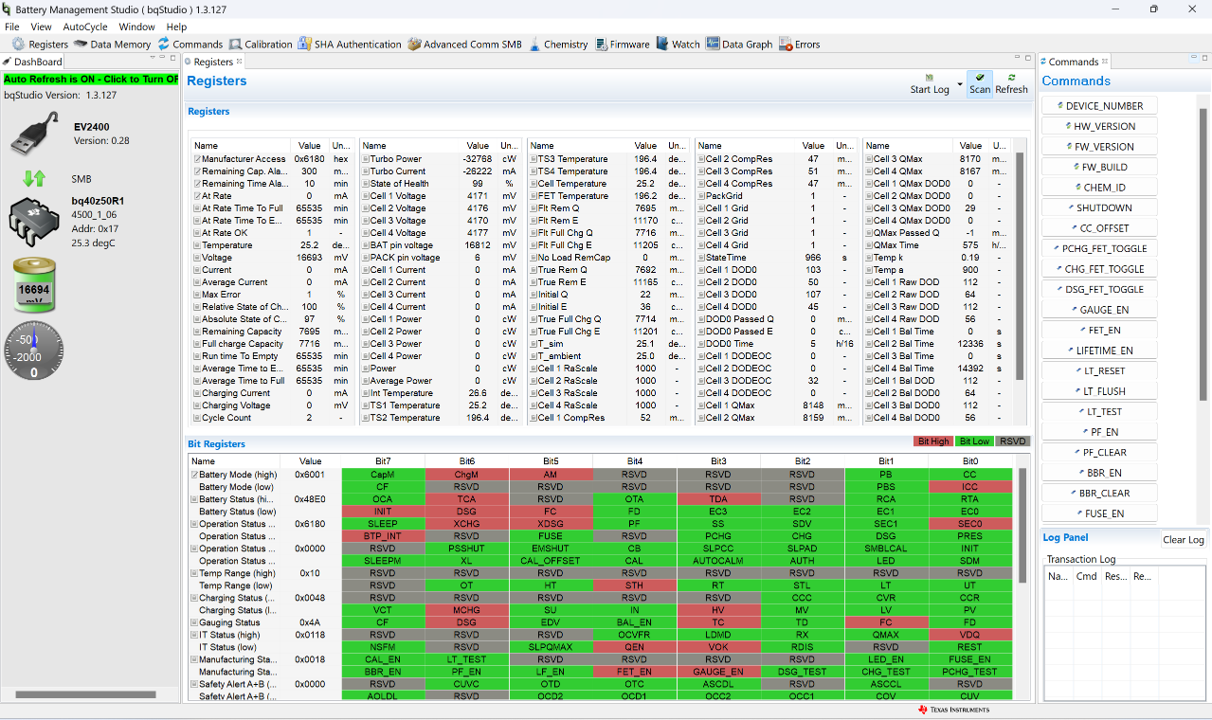 Battery Management Studio ( bqStudio ) 1.3.127
File View AutoCycle Window Help
Registers Data Memory Commands Calibration SHA Authentication Advanced Comm SMB Chemistry Firmware Watch Data Graph Errors
DashBoard
Auto Refresh is ON - Click to Turn OF
bqStudio Version: 1.3.127
EV2400
Version: 0.28
SMB
bq40z50R1
4500_1_06
Addr: 0x17
25.3 degC
16694
mV
-50
-2000
0
Registers
Registers
Start Log Scan Refresh
Registers
Name Value Un... Name Value Un... Name Value Un... Name Value Un... Name Value U...
Manufacturer Access 0x6180 hex Turbo Power -32768 cW TS3 Temperature 196.4 de... Cell 2 CompRes 47 m... Cell 3 QMax 8170 m...
Remaining Cap. Ala... 300 m... Turbo Current -26222 mA TS4 Temperature 196.4 de... Cell 3 CompRes 51 m... Cell 4 QMax 8167 m...
Remaining Time Ala... 10 min State of Health 99 % Cell Temperature 25.2 de... Cell 4 CompRes 47 m... Cell 1 QMax DOD0 0 -
At Rate 0 mA Cell 1 Voltage 4171 mV FET Temperature 196.2 de... PackGrid 1 - Cell 2 QMax DOD0 0 -
At Rate Time To Full 65535 min Cell 2 Voltage 4176 mV Flt Rem Q 7695 m... Cell 1 Grid 1 - Cell 3 QMax DOD0 29 -
At Rate Time To E... 65535 min Cell 3 Voltage 4170 mV Flt Rem E 11170 c... Cell 2 Grid 1 - Cell 4 QMax DOD0 0 -
At Rate OK 1 - Cell 4 Voltage 4177 mV Flt Full Chg Q 7716 m... Cell 3 Grid 1 - QMax Passed Q -1 m...
Temperature 25.2 de... BAT pin voltage 16812 mV Flt Full Chg E 11205 c... Cell 4 Grid 1 - QMax Time 575 h/...
Voltage 16693 mV PACK pin voltage 6 mV No Load RemCap 0 m... StateTime 966 s Temp k 0.19 -
Current 0 mA Cell 1 Current 0 mA True Rem Q 7692 m... Cell 1 DOD0 103 - Temp a 900 -
Average Current 0 mA Cell 2 Current 0 mA True Rem E 11165 c... Cell 2 DOD0 50 - Cell 1 Raw DOD 112 -
Max Error 1 % Cell 3 Current 0 mA Initial Q 22 m... Cell 3 DOD0 107 - Cell 2 Raw DOD 64 -
Relative State of Ch... 100 % Cell 4 Current 0 mA Initial E 36 c... Cell 4 DOD0 45 - Cell 3 Raw DOD 112 -
Absolute State of C... 97 % Cell 1 Power 0 cW True Full Chg Q 7714 m... DOD0 Passed Q 0 m... Cell 4 Raw DOD 56 -
Remaining Capacity 7695 m... Cell 2 Power 0 cW True Full Chg E 11201 c... DOD0 Passed E 0 c... Cell 1 Bal Time 0 s
Full charge Capacity 7716 m... Cell 3 Power 0 cW T_sim 25.1 de... DOD0 Time 5 h/16 Cell 2 Bal Time 12336 s
Run time To Empty 65535 min Cell 4 Power 0 cW T_ambient 25.0 de... Cell 1 DODEOC 0 - Cell 3 Bal Time 0 s
Average Time to E... 65535 min Power 0 cW Cell 1 RaScale 1000 - Cell 2 DODEOC 0 - Cell 4 Bal Time 14392 s
Average Time to Full 65535 min Average Power 0 cW Cell 2 RaScale 1000 - Cell 3 DODEOC 32 - Cell 1 Bal DOD 112 -
Charging Current 0 mA Int Temperature 26.6 de... Cell 3 RaScale 1000 - Cell 4 DODEOC 0 - Cell 2 Bal DOD0 64 -
Charging Voltage 0 mV TS1 Temperature 25.2 de... Cell 4 RaScale 1000 - Cell 1 QMax 8148 m... Cell 3 Bal DOD0 112 -
Cycle Count 2 - TS2 Temperature 196.4 de... Cell 1 CompRes 52 m... Cell 2 QMax 8159 m... Cell 4 Bal DOD0 56 -
Bit Registers
Bit High Bit Low RSVD
Name Value Bit7 Bit6 Bit5 Bit4 Bit3 Bit2 Bit1 Bit0
Battery Mode (high) 0x6001 CapM ChgM AM RSVD RSVD RSVD PB CC
Battery Mode (low) CF RSVD RSVD RSVD RSVD RSVD PBS ICC
Battery Status (hi... 0x48E0 OCA TCA RSVD OTA TDA RSVD RCA RTA
Battery Status (low) INIT DSG FC FD EC3 EC2 EC1 EC0
Operation Status ... 0x6180 SLEEP XCHG XDSG PF SS SDV SEC1 SEC0
Operation Status ... BTP_INT RSVD FUSE RSVD PCHG CHG DSG PRES
Operation Status ... 0x0000 RSVD PSSHUT EMSHUT CB SLPCC SLPAD SMBLCAL INIT
Operation Status ... SLEEPM XL CAL_OFFSET CAL AUTOCALM AUTH LED SDM
Temp Range (high) 0x10 RSVD RSVD RSVD RSVD RSVD RSVD RSVD RSVD
Temp Range (low) RSVD OT HT STH RT STL LT UT
Charging Status (... 0x0048 RSVD RSVD RSVD RSVD RSVD CCC CVR CCR
Charging Status (l... VCT MCHG SU IN HV MV LV PV
Gauging Status 0x4A CF DSG EDV BAL_EN TC TD FC FD
IT Status (high) 0x0118 RSVD RSVD RSVD OCVFR LDMD RX QMAX VDQ
IT Status (low) NSFM RSVD SLPQMAX QEN VOK RDIS RSVD REST
Manufacturing Sta... 0x0018 CAL_EN LT_TEST RSVD RSVD RSVD RSVD LED_EN FUSE_EN
Manufacturing Sta... BBR_EN PF_EN LF_EN FET_EN GAUGE_EN DSG_TEST CHG_TEST PCHG_TEST
Safety Alert A+B (... 0x0000 RSVD CUVC OTD OTC ASCDL RSVD ASCCL RSVD
Safety Alert A+B (... AOLDL RSVD OCD2 OCD1 OCC2 OCC1 COV CUV
Commands
Commands
DEVICE_NUMBER
HW_VERSION
FW_VERSION
FW_BUILD
CHEM_ID
SHUTDOWN
CC_OFFSET
PCHG_FET_TOGGLE
CHG_FET_TOGGLE
DSG_FET_TOGGLE
GAUGE_EN
FET_EN
LIFETIME_EN
LT_RESET
LT_FLUSH
LT_TEST
PF_EN
PF_CLEAR
BBR_EN
BBR_CLEAR
FUSE_EN
Log Panel Clear Log
Transaction Log
Na... Cmd Res... Re...
TEXAS INSTRUMENTS